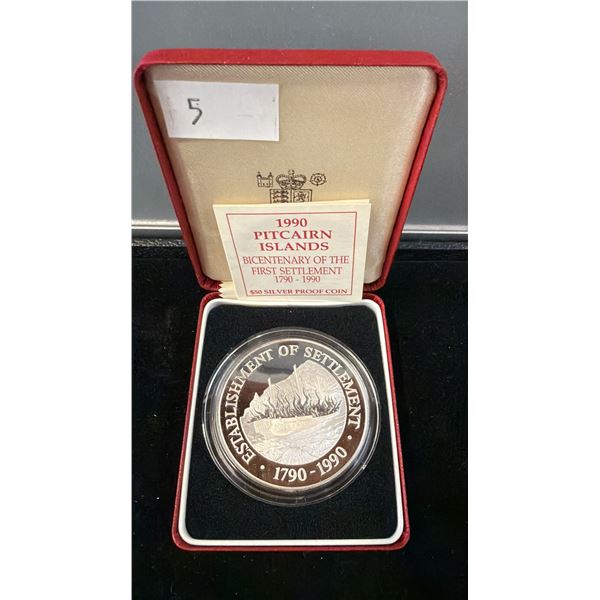 5
1990
PITCAIRN
ISLANDS
BICENTENARY OF THE
FIRST SETTLEMENT
1790 - 1990
$50 SILVER PROOF COIN
ESTABLISHMENT OF SETTLEMENT
• 1790 - 1990 •